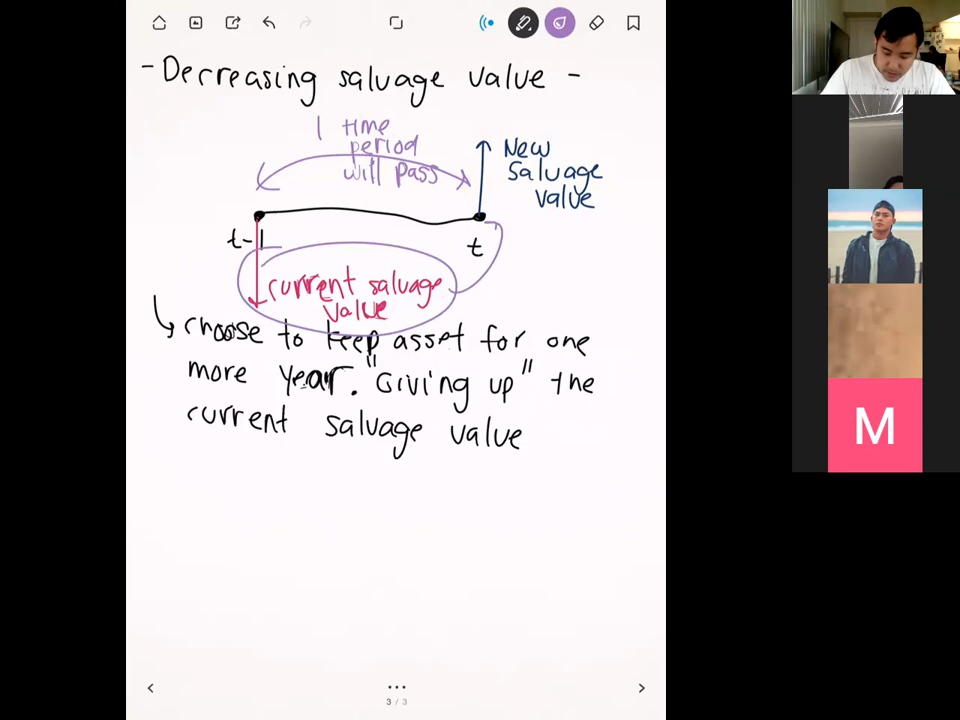 - Decreasing salvage value -
1 time
period
will pass
New
salvage
value
t-1
t
current salvage
value
choose to keep asset for one
more year. "Giving up" the
current salvage value
3 / 3
M